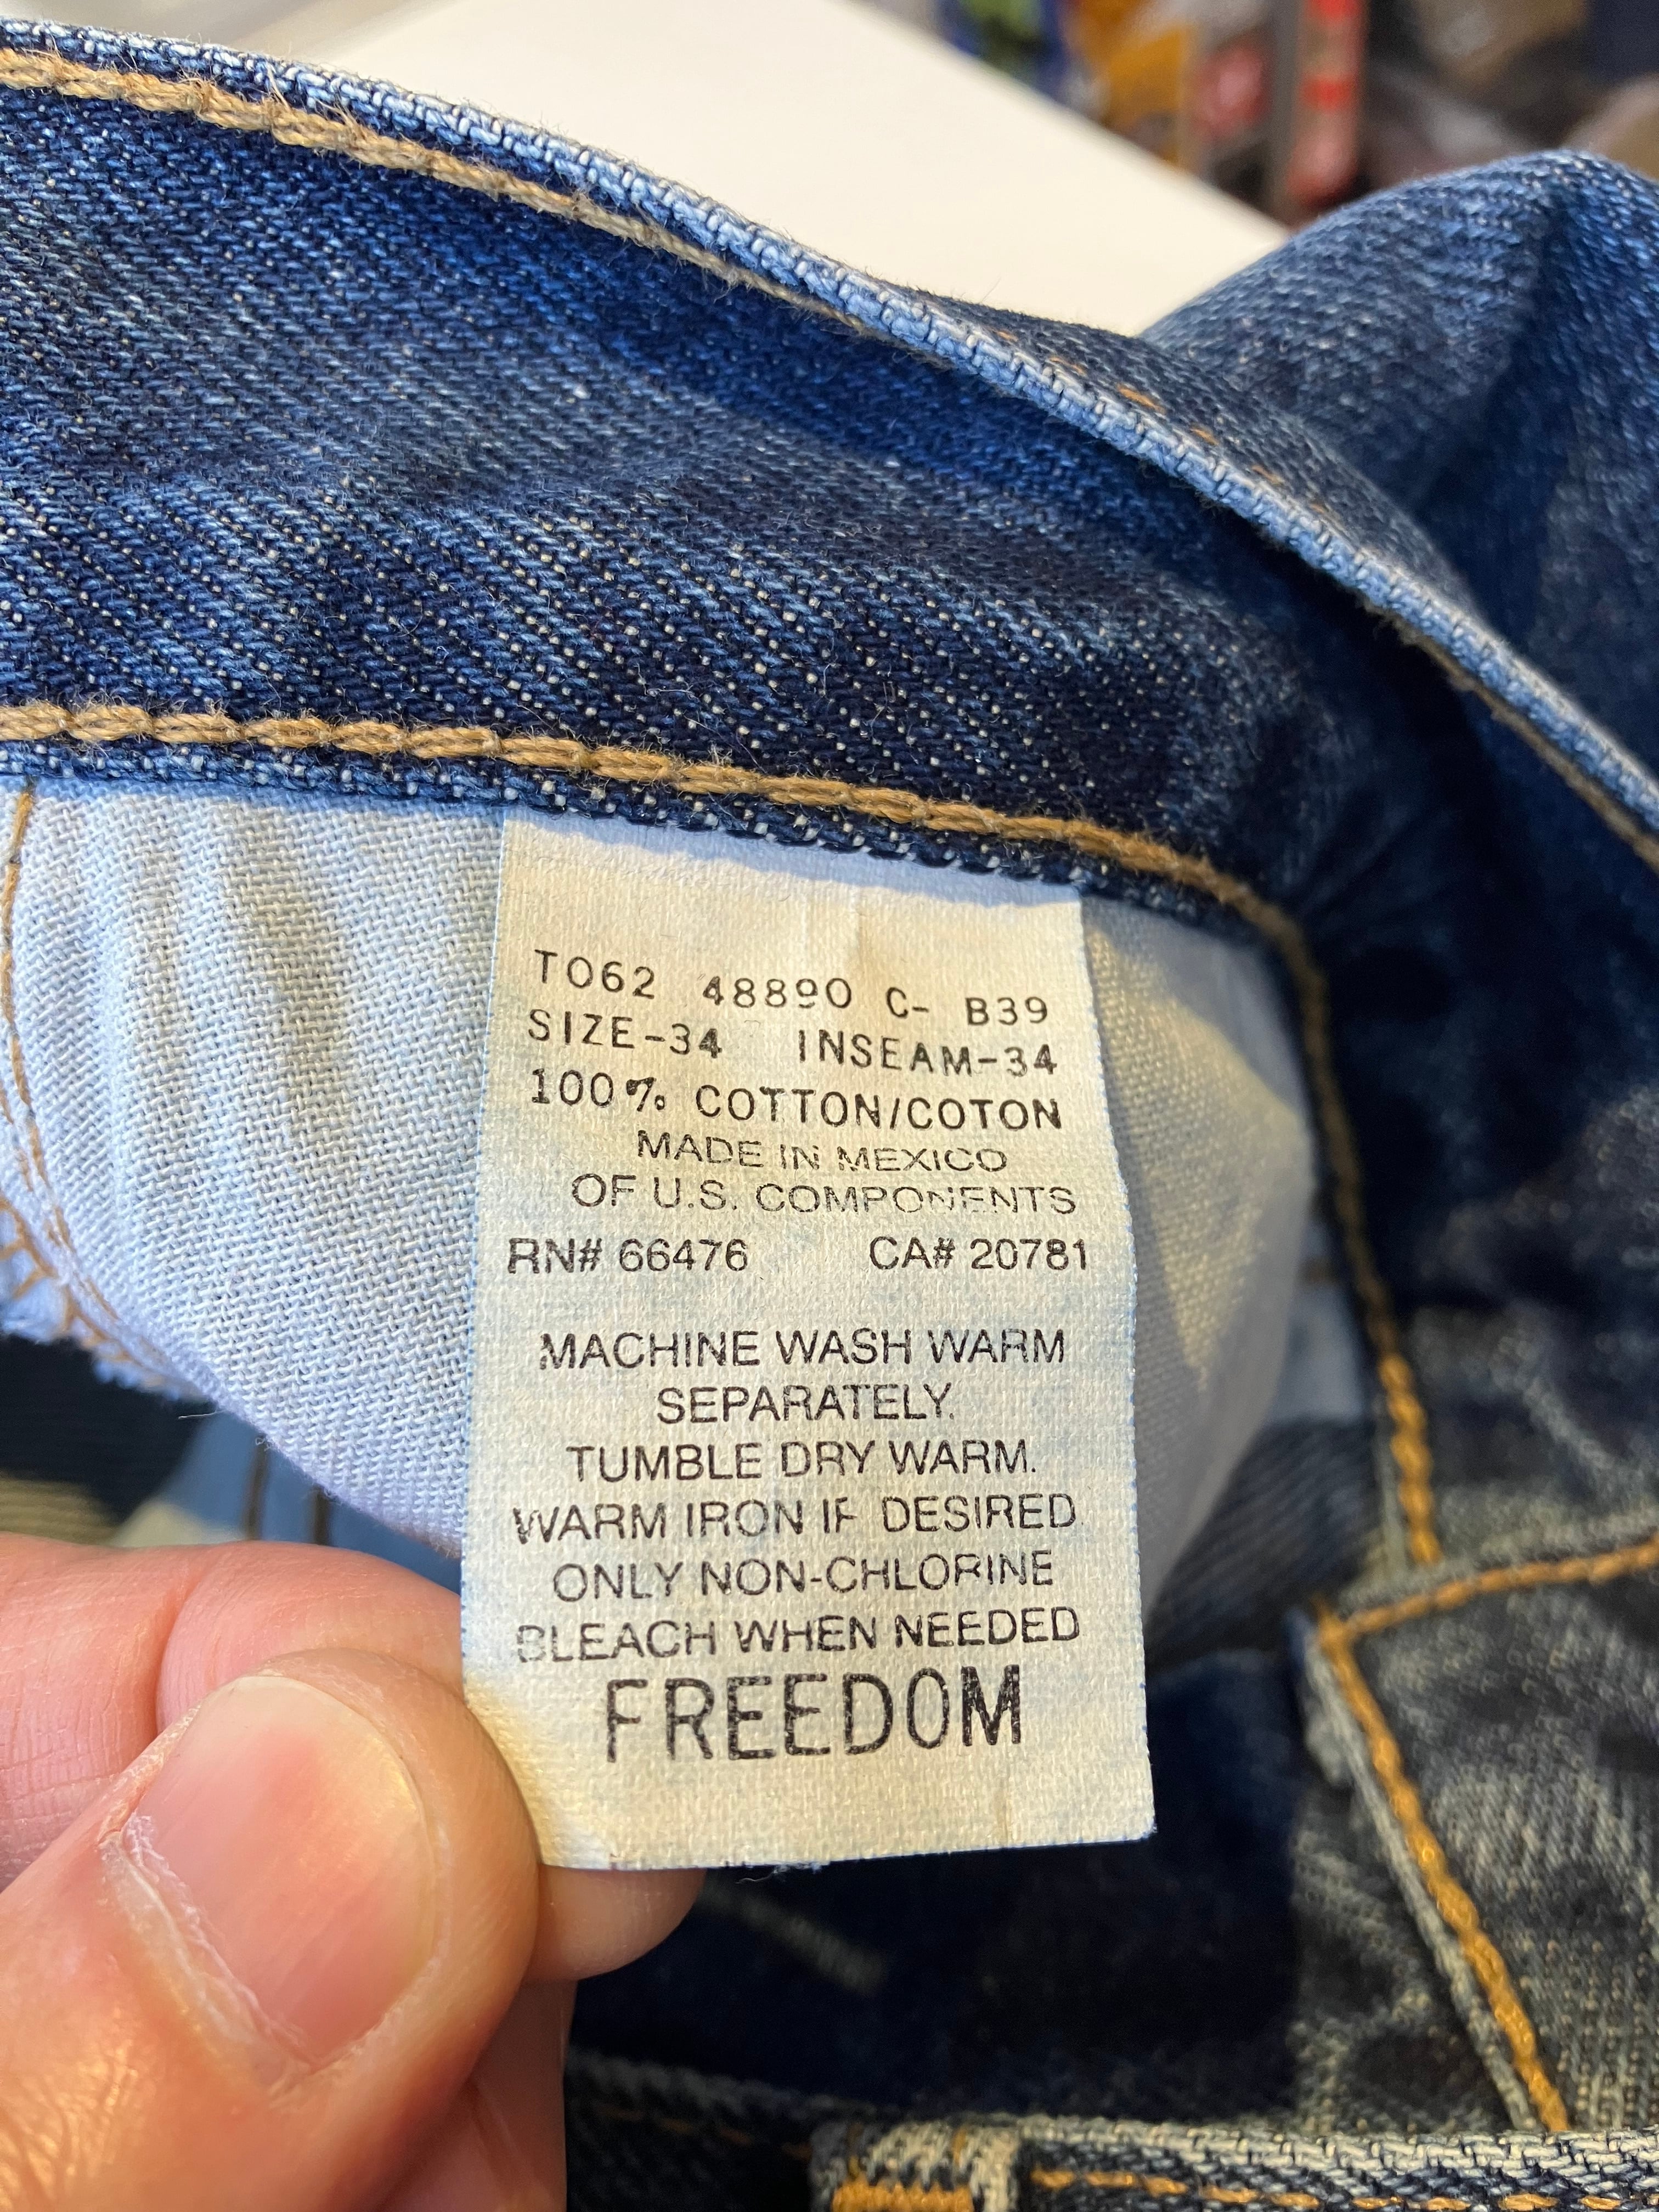 TO62 48890 C- B39
SIZE-34 INSEAM-34
100% COTTON/COTON
MADE IN MEXICO
OF U.S. COMPONENTS
RN# 66476 CA# 20781
MACHINE WASH WARM
SEPARATELY.
TUMBLE DRY WARM.
WARM IRON IF DESIRED.
ONLY NON-CHLORINE
BLEACH WHEN NEEDED
FREEDOM